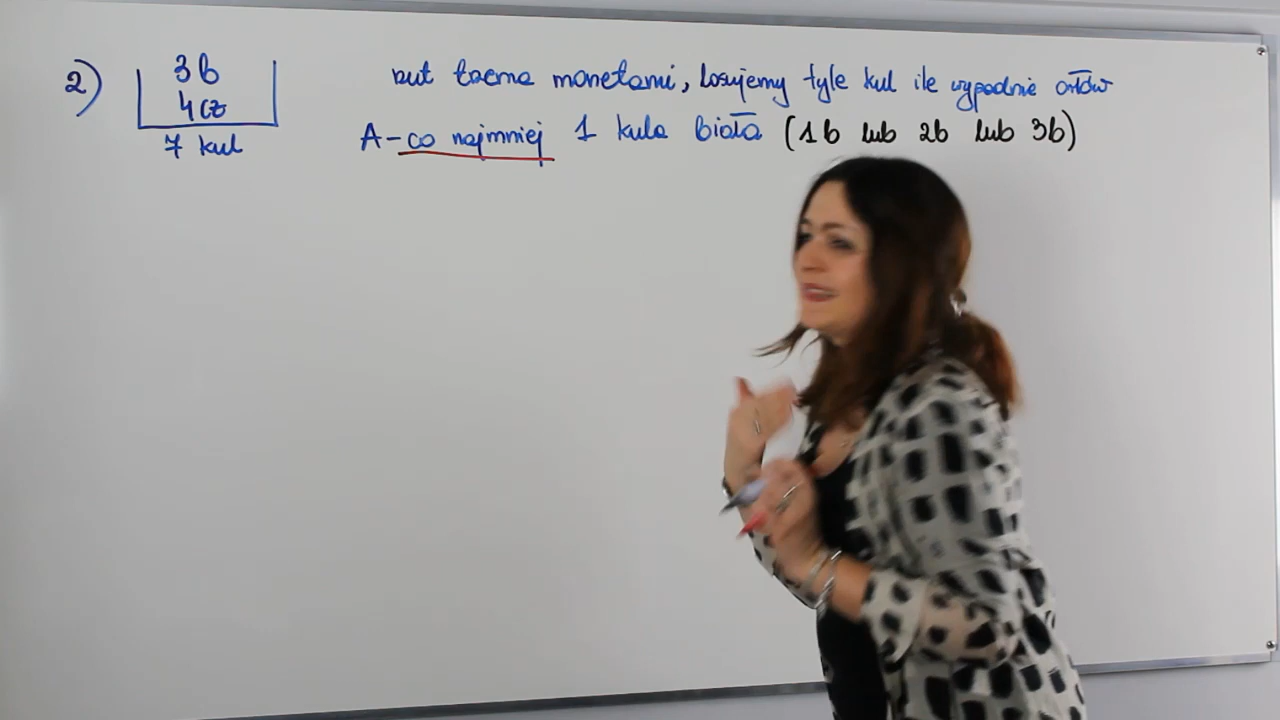 2) 3b
4cz
7 kul
rzut trzema monetami, losujemy tyle kul ile wypadnie orłów
A - co najmniej 1 kula biała (1b lub 2b lub 3b)